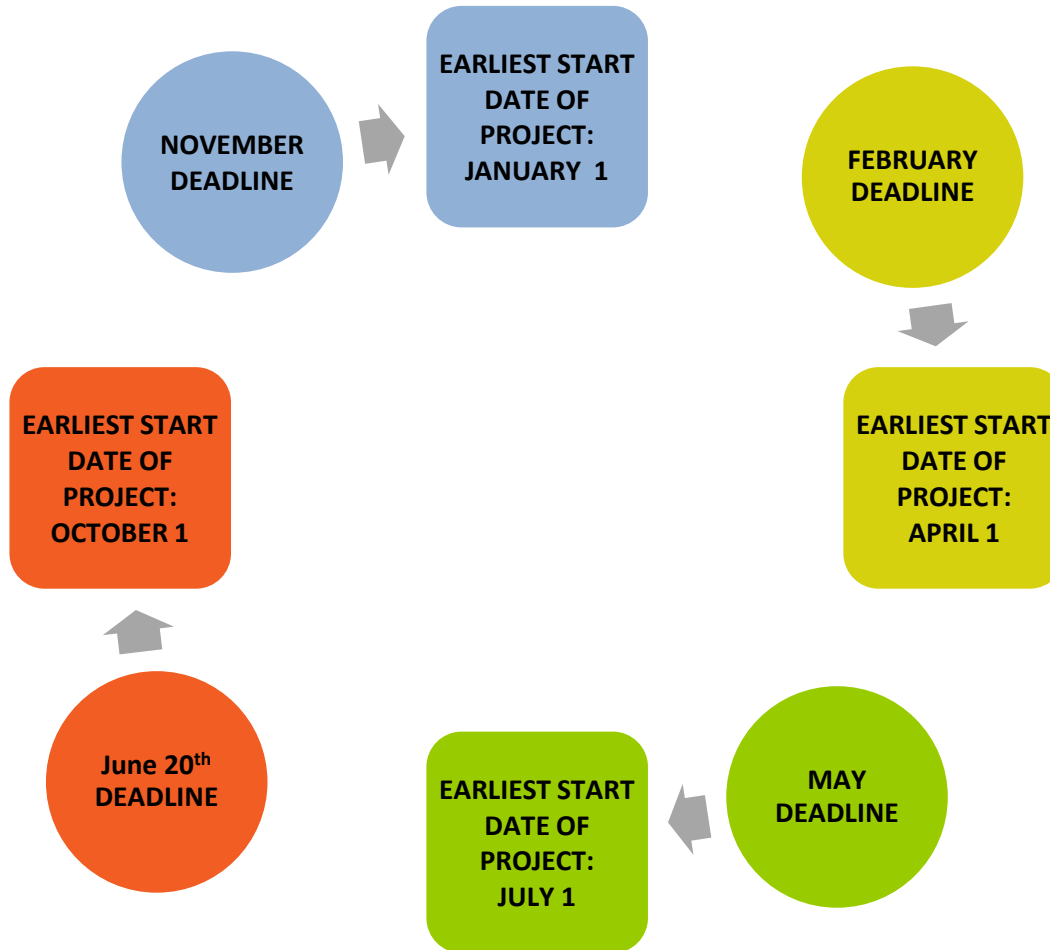 NOVEMBER
DEADLINE
EARLIEST START
DATE OF
PROJECT:
JANUARY 1
FEBRUARY
DEADLINE
EARLIEST START
DATE OF
PROJECT:
APRIL 1
MAY
DEADLINE
EARLIEST START
DATE OF
PROJECT:
JULY 1
June 20th
DEADLINE
EARLIEST START
DATE OF
PROJECT:
OCTOBER 1